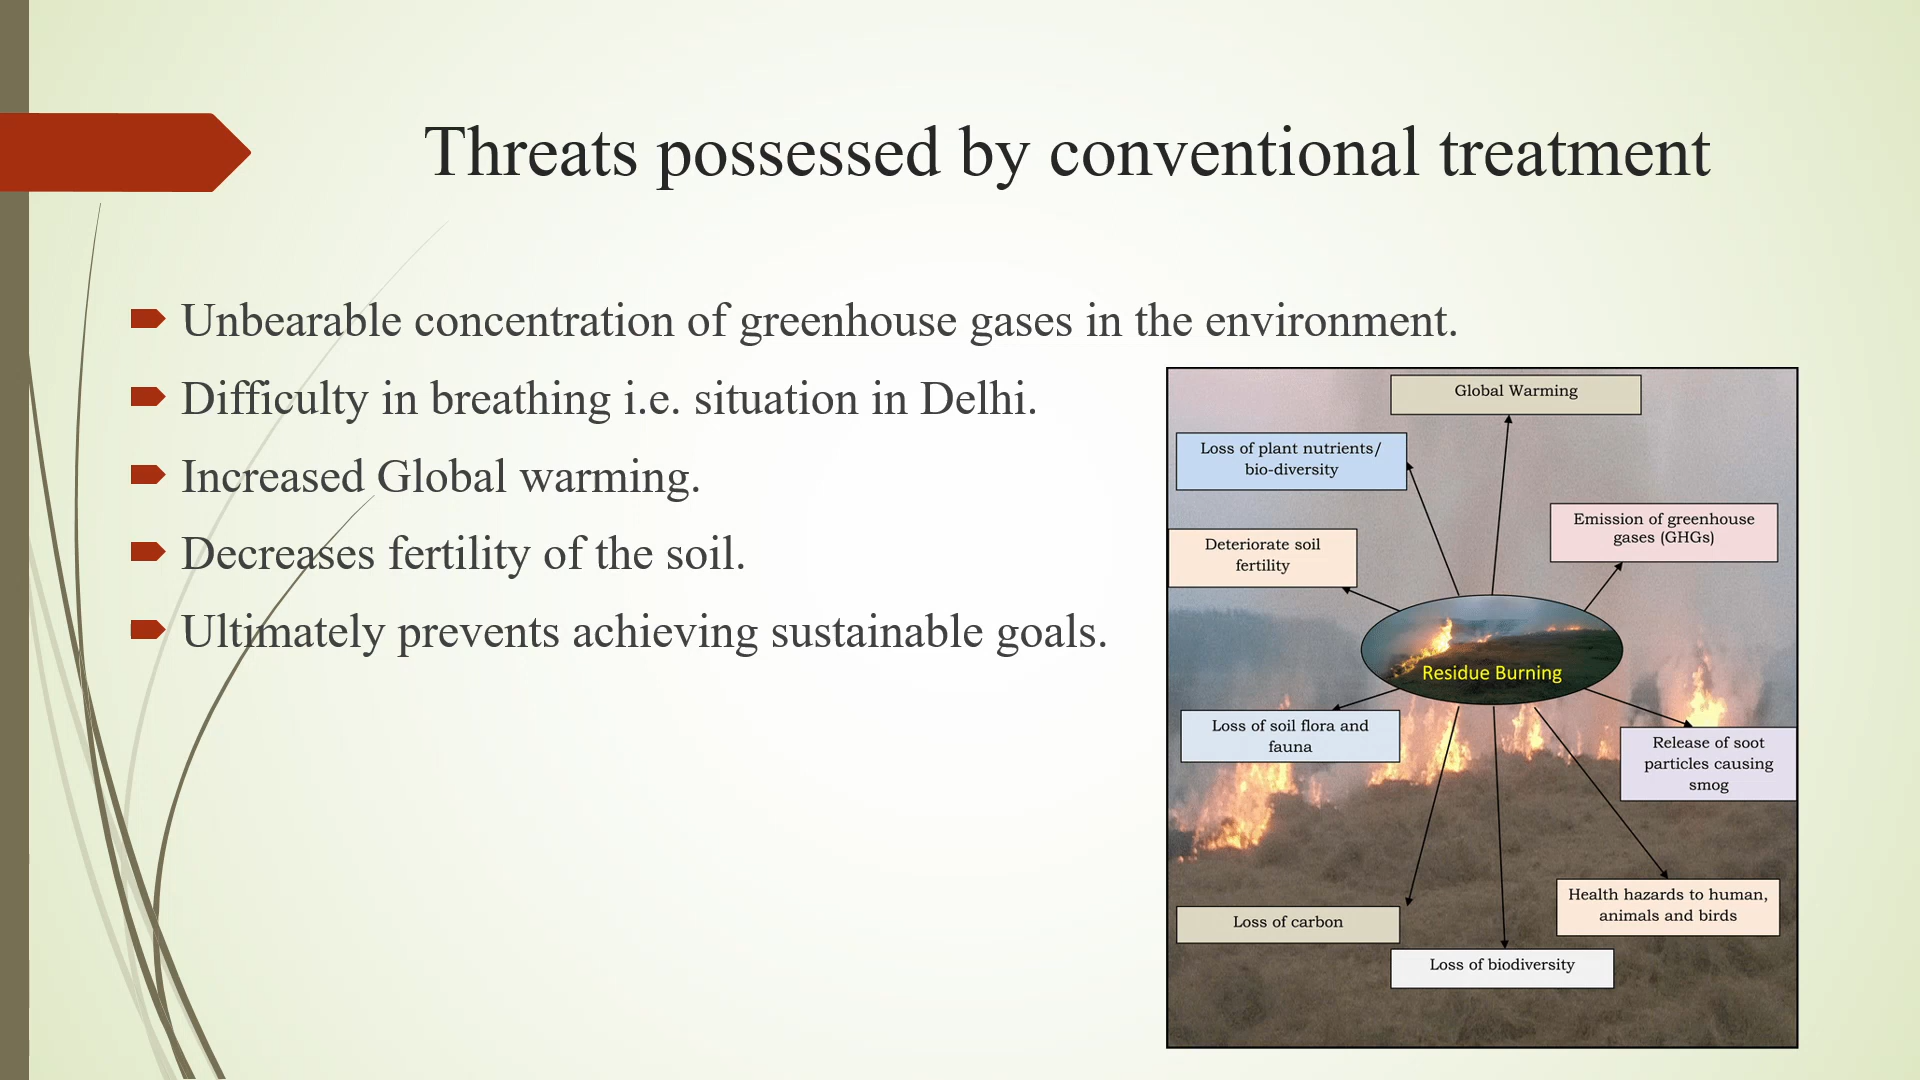 Threats possessed by conventional treatment
Unbearable concentration of greenhouse gases in the environment.
Difficulty in breathing i.e. situation in Delhi.
Increased Global warming.
Decreases fertility of the soil.
Ultimately prevents achieving sustainable goals.
Global Warming
Loss of plant nutrients/
bio-diversity
Emission of greenhouse
gases (GHGs)
Deteriorate soil
fertility
Residue Burning
Loss of soil flora and
fauna
Release of soot
particles causing
smog
Health hazards to human,
animals and birds
Loss of carbon
Loss of biodiversity